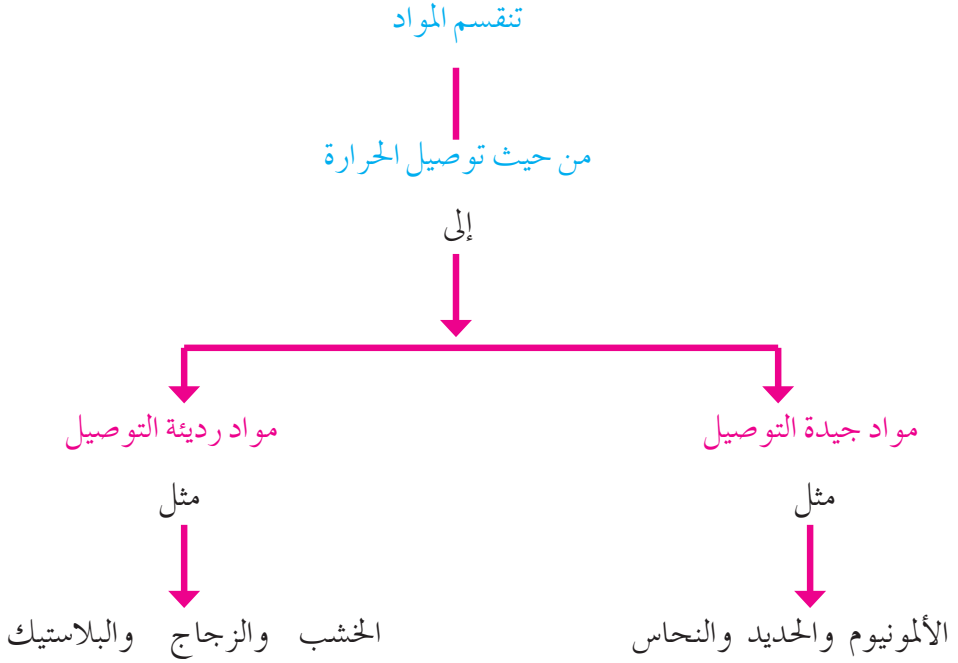 تنقسم المواد
من حيث توصيل الحرارة
إلى
مواد جيدة التوصيل
مواد رديئة التوصيل
مثل
مثل
الألمونيوم والحديد والنحاس
الخشب والزجاج والبلاستيك